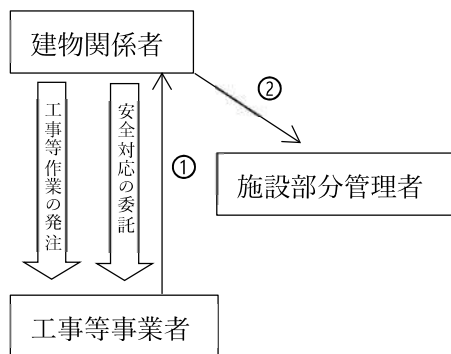 建物関係者
②
工事等作業の発注
安全対応の委託
①
施設部分管理者
工事等事業者